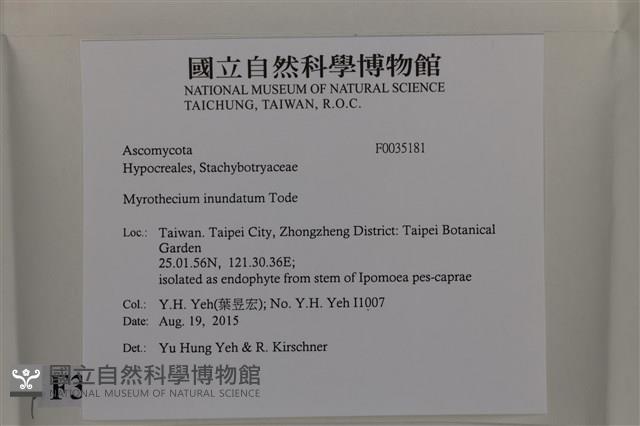 國立自然科學博物館
NATIONAL MUSEUM OF NATURAL SCIENCE
TAICHUNG, TAIWAN, R.O.C.
Ascomycota F0035181
Hypocreales, Stachybotryaceae
Myrothecium inundatum Tode
Loc.: Taiwan. Taipei City, Zhongzheng District: Taipei Botanical
Garden
25.01.56N, 121.30.36E;
isolated as endophyte from stem of Ipomoea pes-caprae
Col.: Y.H. Yeh(葉昱宏); No. Y.H. Yeh I1007
Date: Aug. 19, 2015
Det.: Yu Hung Yeh & R. Kirschner
國立自然科學博物館
NATIONAL MUSEUM OF NATURAL SCIENCE
F3